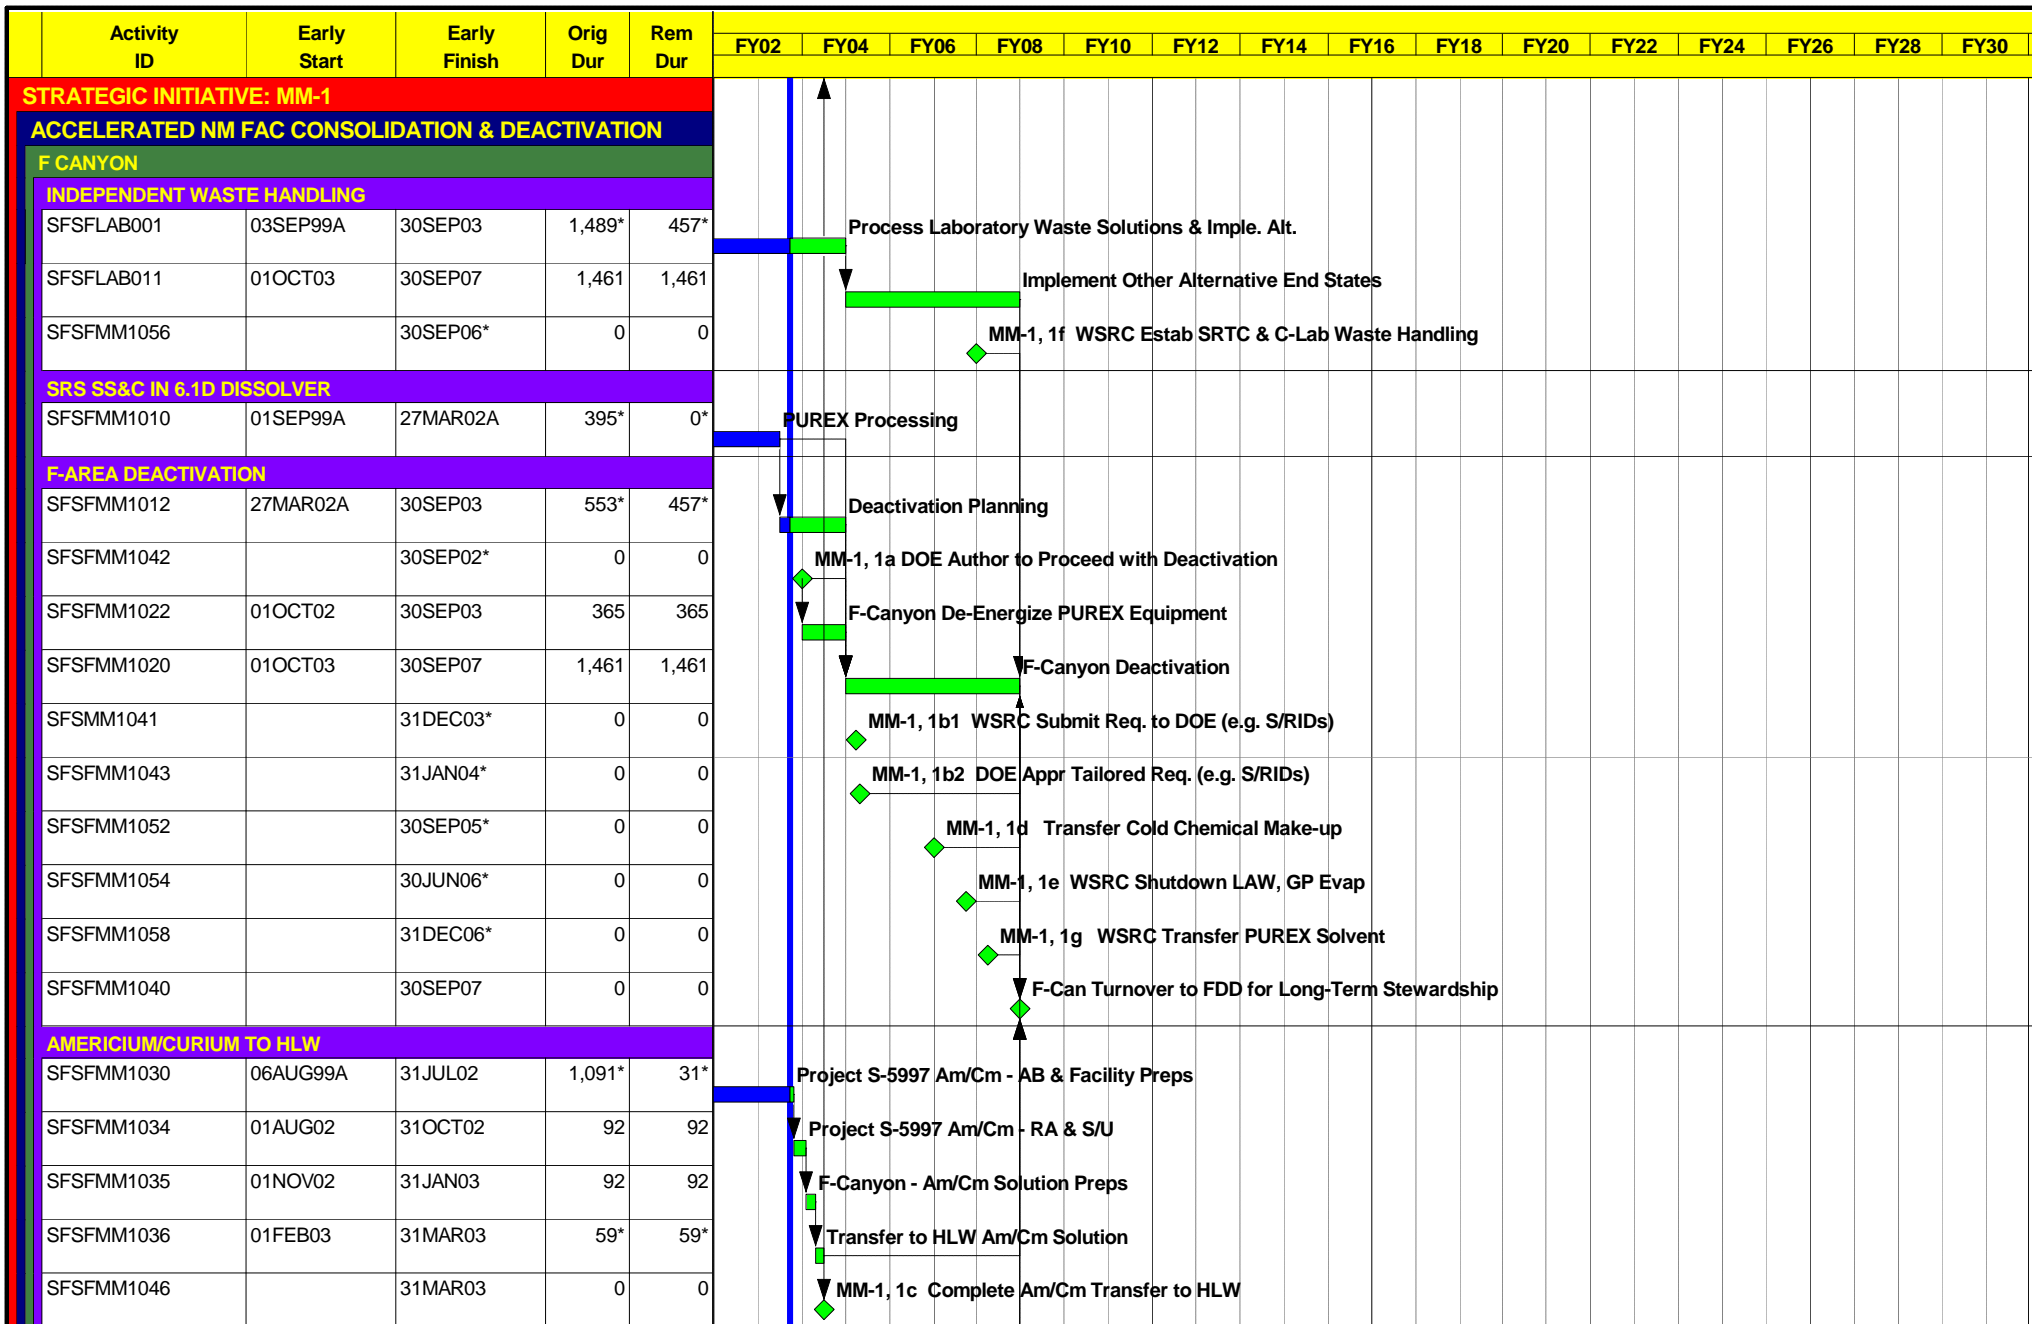 Activity ID Early Start Early Finish Orig Dur Rem Dur FY02 FY04 FY06 FY08 FY10 FY12 FY14 FY16 FY18 FY20 FY22 FY24 FY26 FY28 FY30
STRATEGIC INITIATIVE: MM-1
ACCELERATED NM FAC CONSOLIDATION & DEACTIVATION
F CANYON
INDEPENDENT WASTE HANDLING
SFSFLAB001 03SEP99A 30SEP03 1,489* 457* Process Laboratory Waste Solutions & Imple. Alt.
SFSFLAB011 01OCT03 30SEP07 1,461 1,461 Implement Other Alternative End States
SFSFMM1056 30SEP06* 0 0 MM-1, 1f WSRC Estab SRTC & C-Lab Waste Handling
SRS SS&C IN 6.1D DISSOLVER
SFSFMM1010 01SEP99A 27MAR02A 395* 0* PUREX Processing
F-AREA DEACTIVATION
SFSFMM1012 27MAR02A 30SEP03 553* 457* Deactivation Planning
SFSFMM1042 30SEP02* 0 0 MM-1, 1a DOE Author to Proceed with Deactivation
SFSFMM1022 01OCT02 30SEP03 365 365 F-Canyon De-Energize PUREX Equipment
SFSFMM1020 01OCT03 30SEP07 1,461 1,461 F-Canyon Deactivation
SFSMM1041 31DEC03* 0 0 MM-1, 1b1 WSRC Submit Req. to DOE (e.g. S/RIDs)
SFSFMM1043 31JAN04* 0 0 MM-1, 1b2 DOE Appr Tailored Req. (e.g. S/RIDs)
SFSFMM1052 30SEP05* 0 0 MM-1, 1d Transfer Cold Chemical Make-up
SFSFMM1054 30JUN06* 0 0 MM-1, 1e WSRC Shutdown LAW, GP Evap
SFSFMM1058 31DEC06* 0 0 MM-1, 1g WSRC Transfer PUREX Solvent
SFSFMM1040 30SEP07 0 0 F-Can Turnover to FDD for Long-Term Stewardship
AMERICIUM/CURIUM TO HLW
SFSFMM1030 06AUG99A 31JUL02 1,091* 31* Project S-5997 Am/Cm - AB & Facility Preps
SFSFMM1034 01AUG02 31OCT02 92 92 Project S-5997 Am/Cm - RA & S/U
SFSFMM1035 01NOV02 31JAN03 92 92 F-Canyon - Am/Cm Solution Preps
SFSFMM1036 01FEB03 31MAR03 59* 59* Transfer to HLW Am/Cm Solution
SFSFMM1046 31MAR03 0 0 MM-1, 1c Complete Am/Cm Transfer to HLW